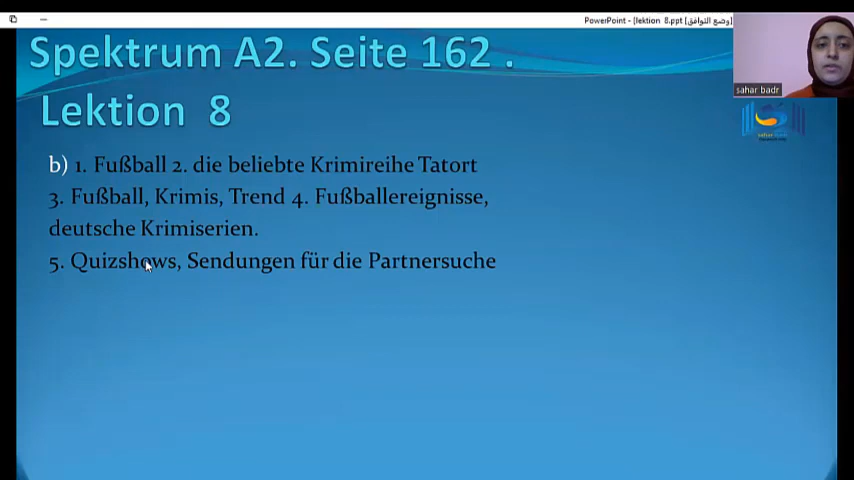 PowerPoint - [lektion 8.ppt [وضع التوافق]
sahar badr
Spektrum A2. Seite 162 .
Lektion 8
b) 1. Fußball 2. die beliebte Krimireihe Tatort
3. Fußball, Krimis, Trend 4. Fußballereignisse,
deutsche Krimiserien.
5. Quizshows, Sendungen für die Partnersuche